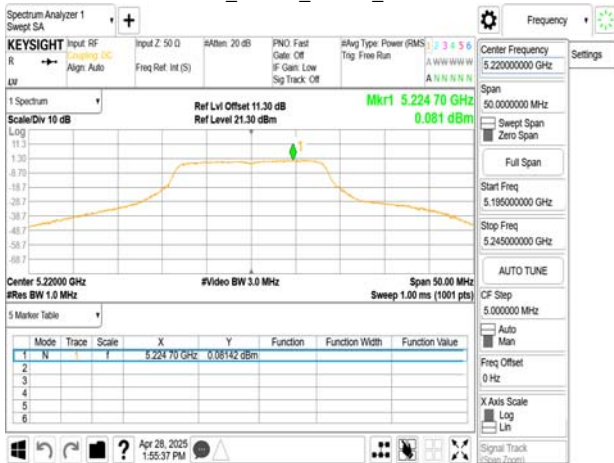 Spectrum Analyzer 1
Swept SA
+
Frequency
KEYSIGHT
R
LM
Input: RF
Coupling: DC
Align: Auto
Input Z: 50 Ω
Freq Ref: Int (S)
#Atten: 20 dB
PNO: Fast
Gate: Off
IF Gain: Low
Sig Track: Off
#Avg Type: Power (RMS)
Trig: Free Run
1 2 3 4 5 6
A WW WW W
A N N N N N
1 Spectrum
Scale/Div 10 dB
Log
Ref Lvl Offset 11.30 dB
Ref Level 21.30 dBm
Mkr1 5.224 70 GHz
0.081 dBm
1
11.3
1.30
-8.70
-18.7
-28.7
-38.7
-48.7
-58.7
-68.7
Center 5.22000 GHz
#Res BW 1.0 MHz
#Video BW 3.0 MHz
Span 50.00 MHz
Sweep 1.00 ms (1001 pts)
5 Marker Table
Mode Trace Scale X Y Function Function Width Function Value
1 N 1 f 5.224 70 GHz 0.08142 dBm
2
3
4
5
6
Apr 28, 2025
1:55:37 PM
Center Frequency
5.220000000 GHz
Settings
Span
50.0000000 MHz
Swept Span
Zero Span
Full Span
Start Freq
5.195000000 GHz
Stop Freq
5.245000000 GHz
AUTO TUNE
CF Step
5.000000 MHz
Auto
Man
Freq Offset
0 Hz
X Axis Scale
Log
Lin
Signal Track
(Span Zoom)